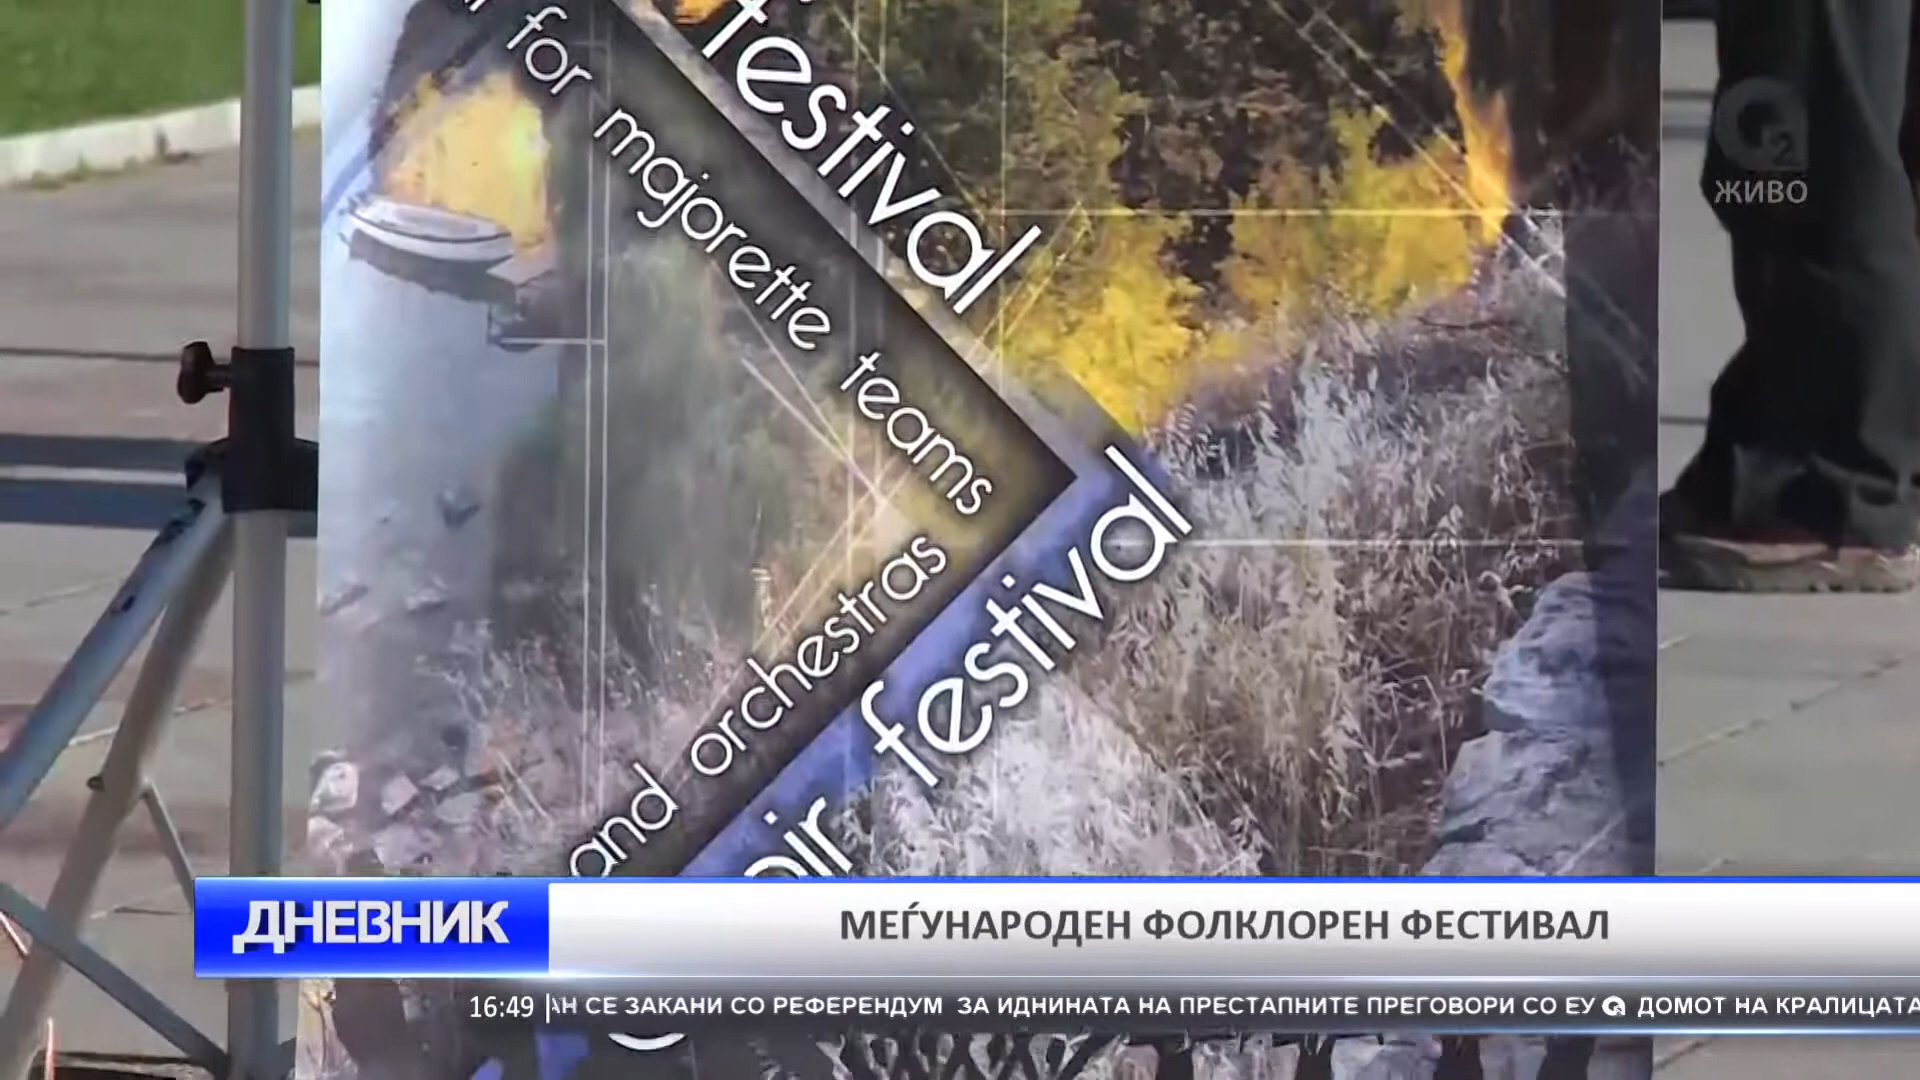 festival
for majorette teams
and orchestras
festival
2
ЖИВО
ДНЕВНИК
МЕЃУНАРОДЕН ФОЛКЛОРЕН ФЕСТИВАЛ
16:49
СЕ ЗАКАНИ СО РЕФЕРЕНДУМ ЗА ИДНИНАТА НА ПРЕСТАПНИТЕ ПРЕГОВОРИ СО ЕУ ДОМОТ НА КРАЛИЦАТА